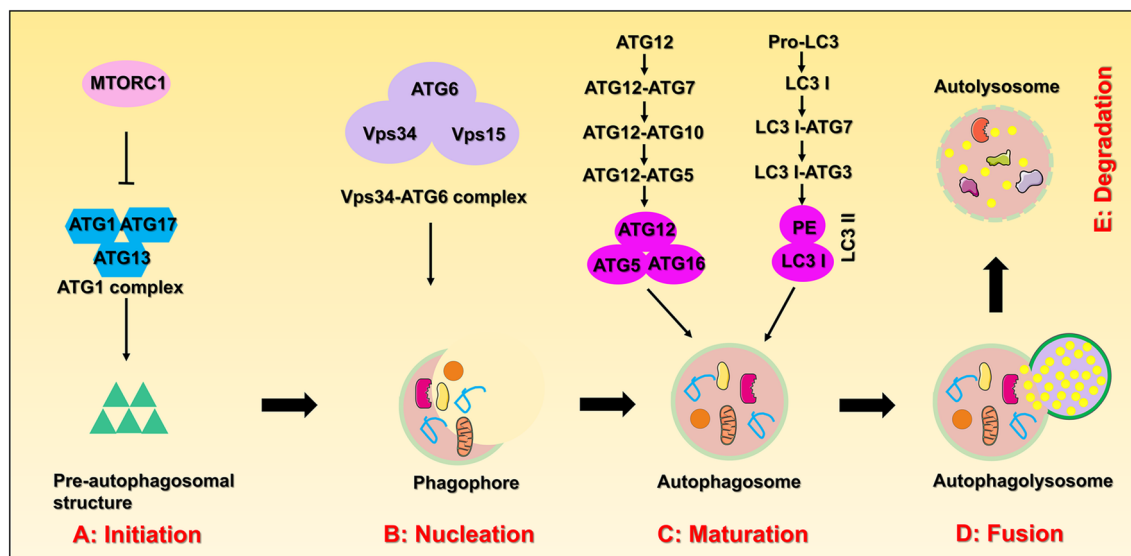 MTORC1
ATG1
ATG17
ATG13
ATG1 complex
Pre-autophagosomal
structure
A: Initiation
ATG6
Vps34
Vps15
Vps34-ATG6 complex
Phagophore
B: Nucleation
ATG12
ATG12-ATG7
ATG12-ATG10
ATG12-ATG5
ATG12
ATG5
ATG16
Pro-LC3
LC3 I
LC3 I-ATG7
LC3 I-ATG3
PE
LC3 I
LC3 II
Autophagosome
C: Maturation
Autolysosome
E: Degradation
Autophagolysosome
D: Fusion